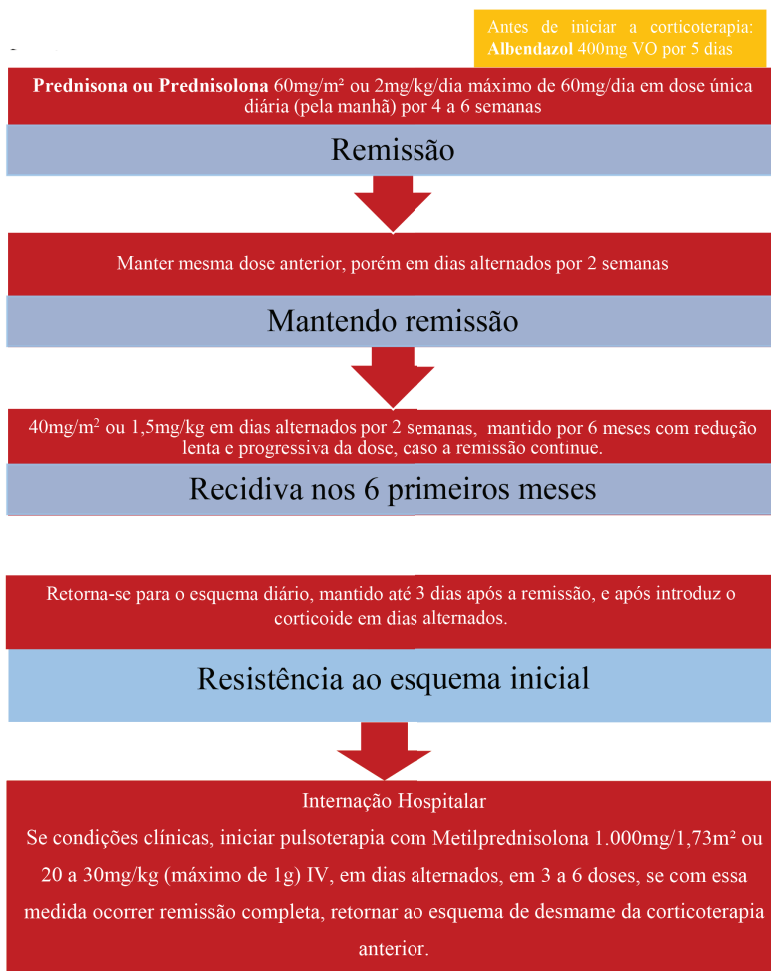 Antes de iniciar a corticoterapia:
Albendazol 400mg VO por 5 dias
Prednisona ou Prednisolona 60mg/m² ou 2mg/kg/dia máximo de 60mg/dia em dose única
diária (pela manhã) por 4 a 6 semanas
Remissão
Manter mesma dose anterior, porém em dias alternados por 2 semanas
Mantendo remissão
40mg/m² ou 1,5mg/kg em dias alternados por 2 semanas, mantido por 6 meses com redução
lenta e progressiva da dose, caso a remissão continue.
Recidiva nos 6 primeiros meses
Retorna-se para o esquema diário, mantido até 3 dias após a remissão, e após introduz o
corticoide em dias alternados.
Resistência ao esquema inicial
Internação Hospitalar
Se condições clínicas, iniciar pulsoterapia com Metilprednisolona 1.000mg/1,73m² ou
20 a 30mg/kg (máximo de 1g) IV, em dias alternados, em 3 a 6 doses, se com essa
medida ocorrer remissão completa, retornar ao esquema de desmame da corticoterapia
anterior.